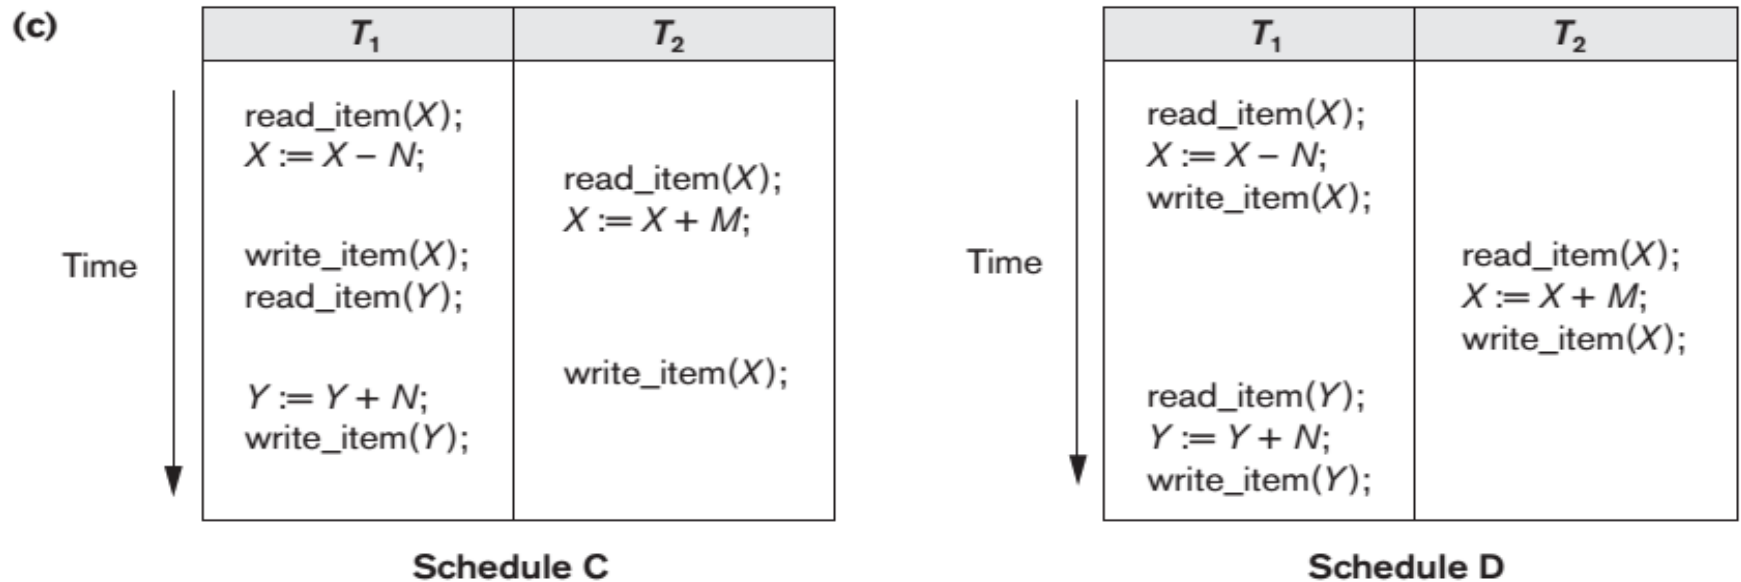 (c)
T₁ T₂
read_item(X);
X := X – N;
read_item(X);
X := X + M;
write_item(X);
read_item(Y);
write_item(X);
Y := Y + N;
write_item(Y);
Time
Schedule C
T₁ T₂
read_item(X);
X := X – N;
write_item(X);
read_item(X);
X := X + M;
write_item(X);
read_item(Y);
Y := Y + N;
write_item(Y);
Time
Schedule D